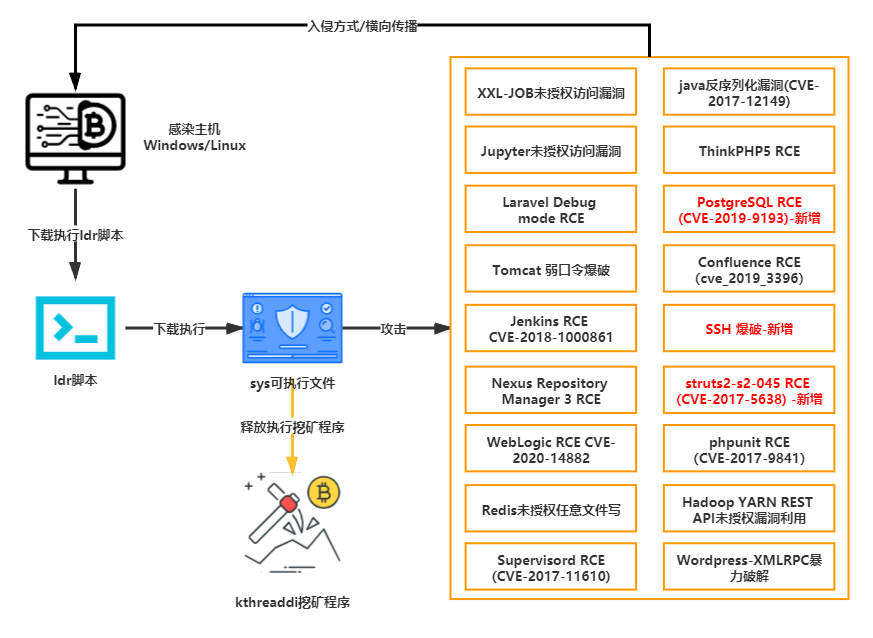 入侵方式/横向传播
感染主机
Windows/Linux
下载执行ldr脚本
ldr脚本
下载执行
sys可执行文件
攻击
释放执行挖矿程序
kthreaddi挖矿程序
XXL-JOB未授权访问漏洞
java反序列化漏洞(CVE-
2017-12149)
Jupyter未授权访问漏洞
ThinkPHP5 RCE
Laravel Debug
mode RCE
PostgreSQL RCE
(CVE-2019-9193)-新增
Tomcat 弱口令爆破
Confluence RCE
(cve_2019_3396)
Jenkins RCE
CVE-2018-1000861
SSH 爆破-新增
Nexus Repository
Manager 3 RCE
struts2-s2-045 RCE
(CVE-2017-5638) -新增
WebLogic RCE CVE-
2020-14882
phpunit RCE
(CVE-2017-9841)
Redis未授权任意文件写
Hadoop YARN REST
API未授权漏洞利用
Supervisord RCE
(CVE-2017-11610)
Wordpress-XMLRPC暴
力破解